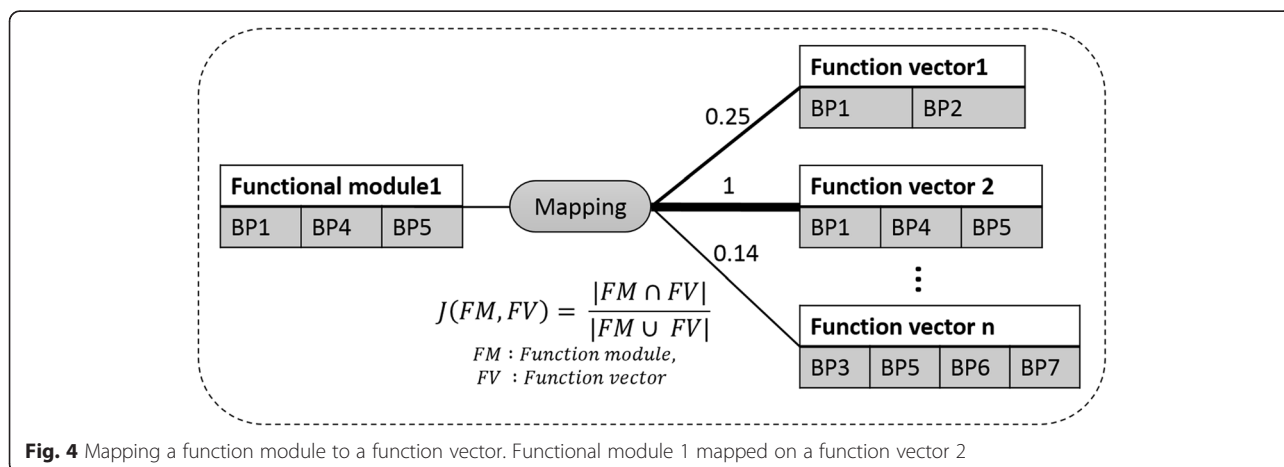 Function vector1
BP1 BP2
0.25
Functional module1
BP1 BP4 BP5
Mapping
1
Function vector 2
BP1 BP4 BP5
0.14
⋮
J(FM, FV) = |FM ∩ FV| / |FM ∪ FV|
FM : Function module,
FV : Function vector
Function vector n
BP3 BP5 BP6 BP7
Fig. 4 Mapping a function module to a function vector. Functional module 1 mapped on a function vector 2